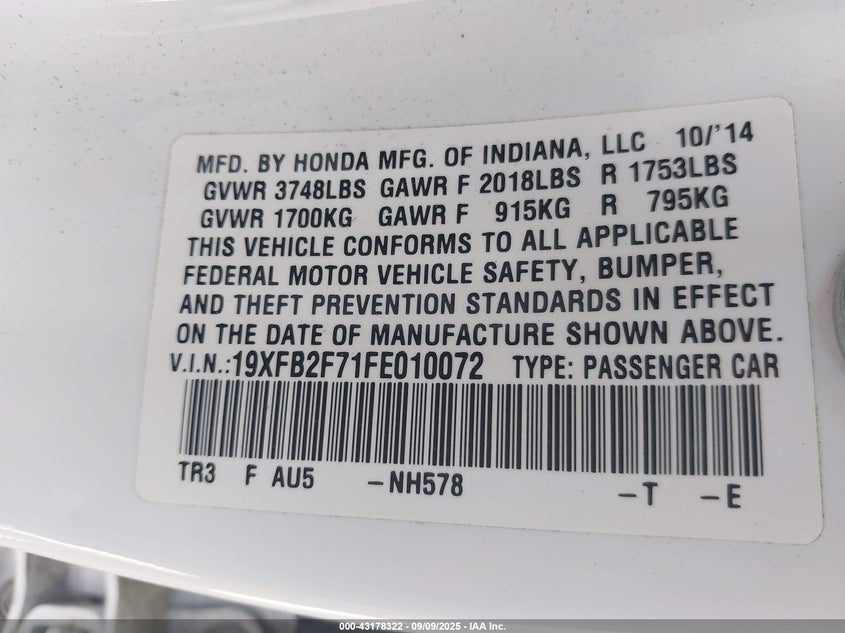 MFD. BY HONDA MFG. OF INDIANA, LLC 10/'14
GVWR 3748LBS GAWR F 2018LBS R 1753LBS
GVWR 1700KG GAWR F 915KG R 795KG
THIS VEHICLE CONFORMS TO ALL APPLICABLE
FEDERAL MOTOR VEHICLE SAFETY, BUMPER,
AND THEFT PREVENTION STANDARDS IN EFFECT
ON THE DATE OF MANUFACTURE SHOWN ABOVE.
V.I.N.:19XFB2F71FE010072 TYPE: PASSENGER CAR
TR3 F AU5 –NH578 –T –E
000-43178322 | 09/09/2025 - IAA Inc.